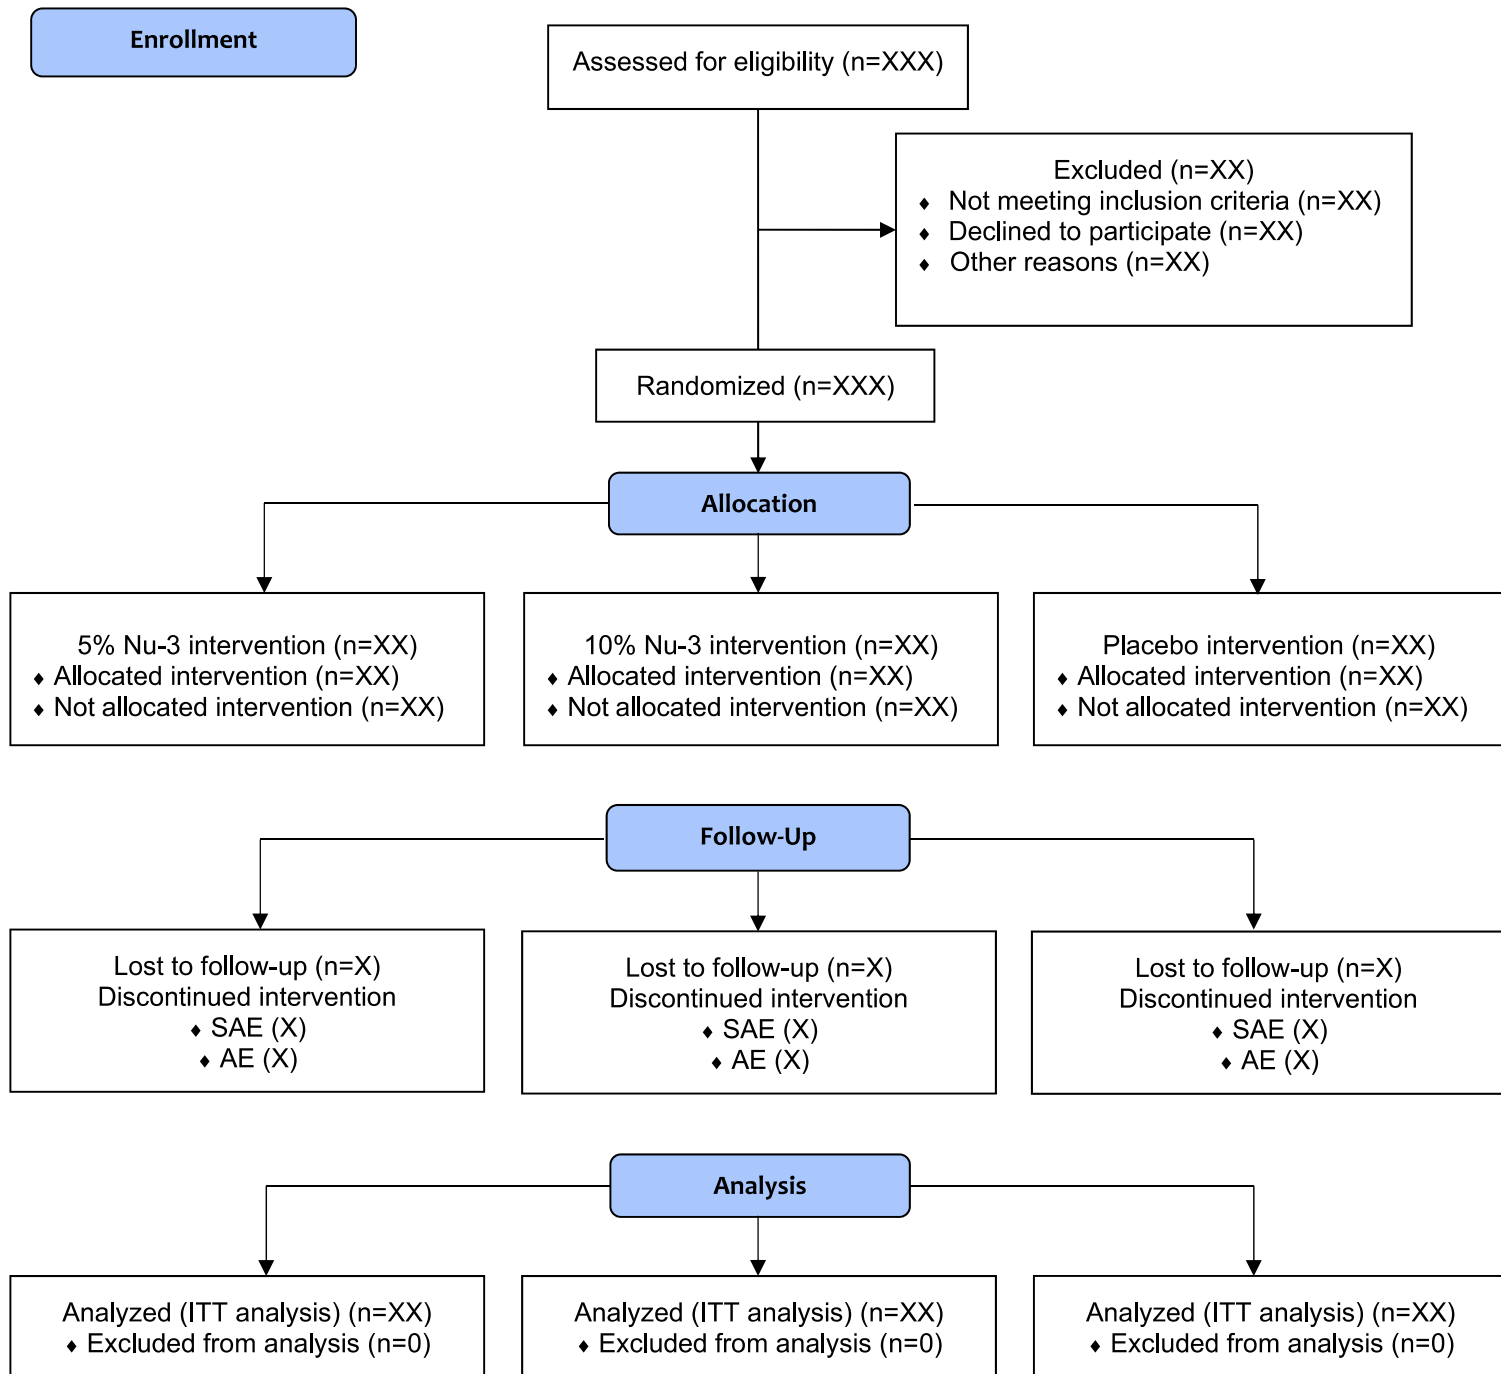 Enrollment
Assessed for eligibility (n=XXX)
Excluded (n=XX)
♦ Not meeting inclusion criteria (n=XX)
♦ Declined to participate (n=XX)
♦ Other reasons (n=XX)
Randomized (n=XXX)
Allocation
5% Nu-3 intervention (n=XX)
♦ Allocated intervention (n=XX)
♦ Not allocated intervention (n=XX)
10% Nu-3 intervention (n=XX)
♦ Allocated intervention (n=XX)
♦ Not allocated intervention (n=XX)
Placebo intervention (n=XX)
♦ Allocated intervention (n=XX)
♦ Not allocated intervention (n=XX)
Follow-Up
Lost to follow-up (n=X)
Discontinued intervention
♦ SAE (X)
♦ AE (X)
Lost to follow-up (n=X)
Discontinued intervention
♦ SAE (X)
♦ AE (X)
Lost to follow-up (n=X)
Discontinued intervention
♦ SAE (X)
♦ AE (X)
Analysis
Analyzed (ITT analysis) (n=XX)
♦ Excluded from analysis (n=0)
Analyzed (ITT analysis) (n=XX)
♦ Excluded from analysis (n=0)
Analyzed (ITT analysis) (n=XX)
♦ Excluded from analysis (n=0)